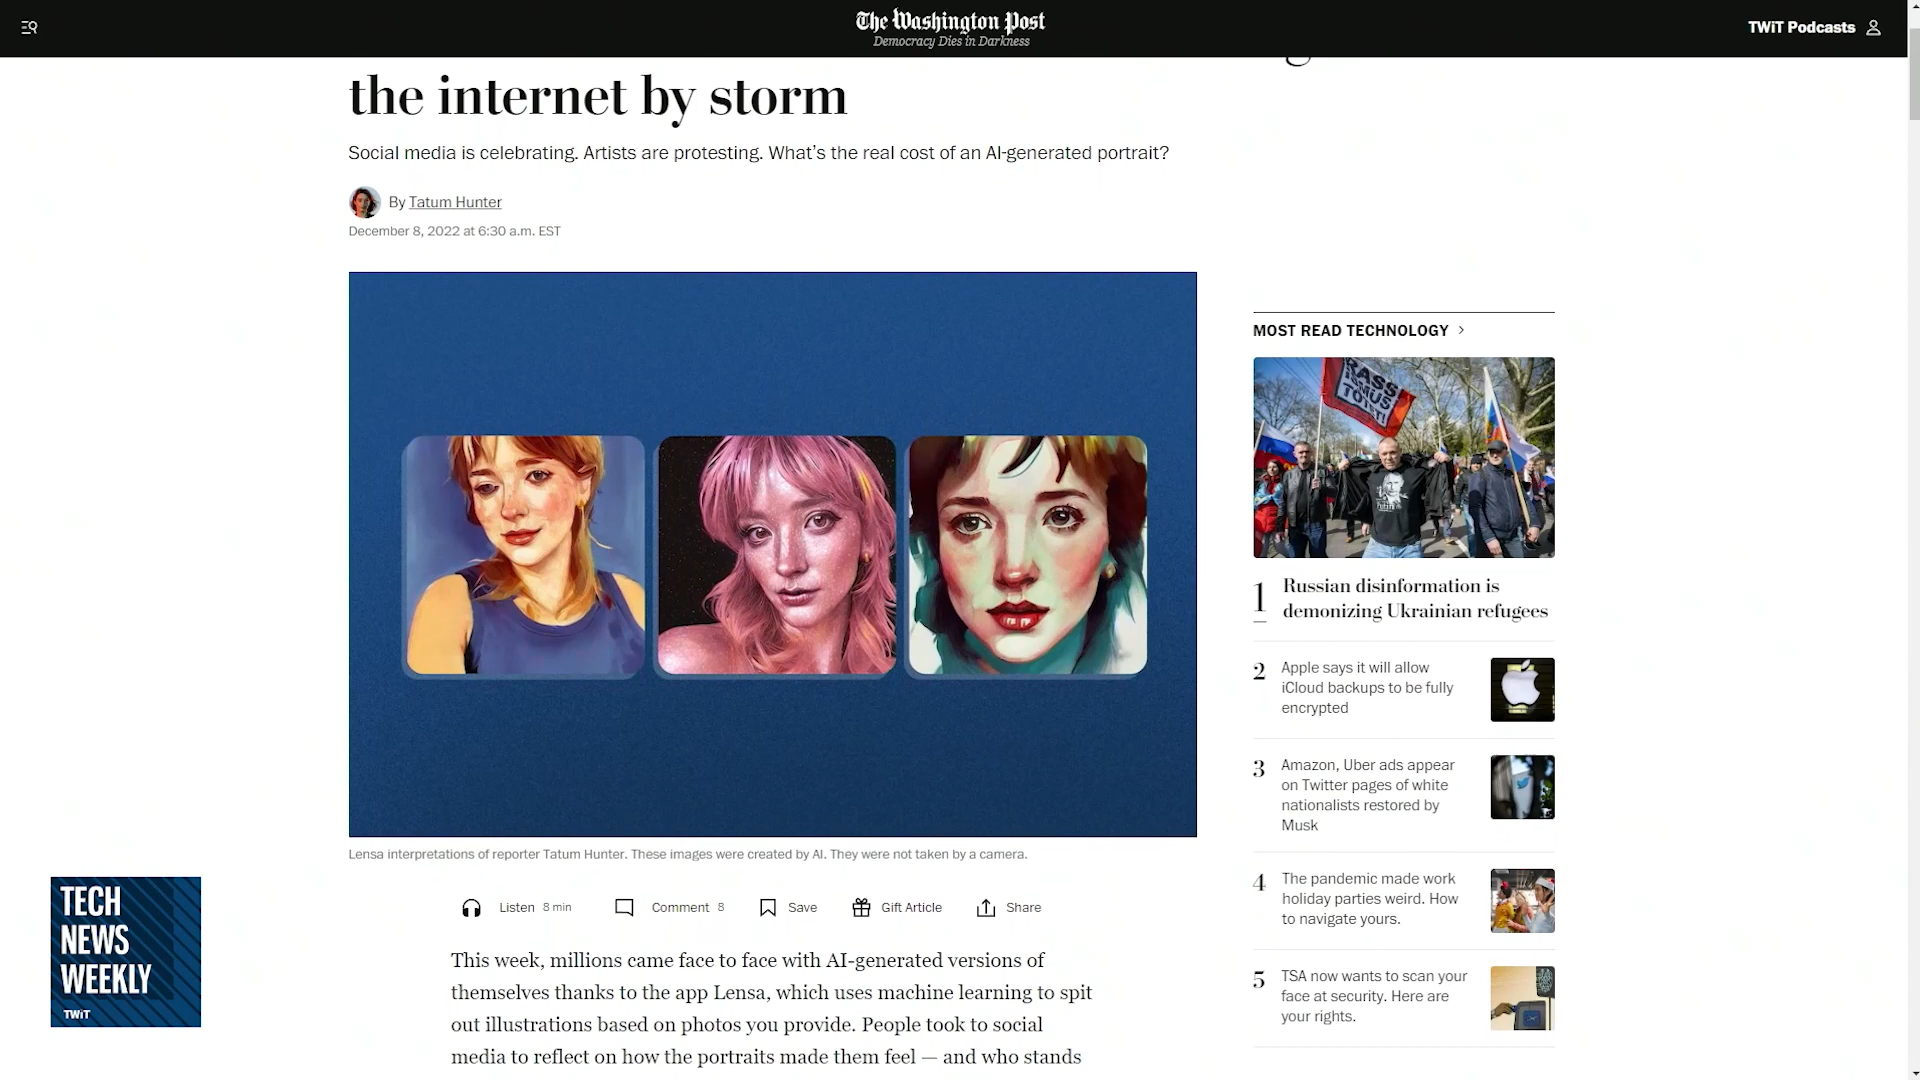 The Washington Post
Democracy Dies in Darkness
TWiT Podcasts
the internet by storm
Social media is celebrating. Artists are protesting. What's the real cost of an AI-generated portrait?
By Tatum Hunter
December 8, 2022 at 6:30 a.m. EST
Lensa interpretations of reporter Tatum Hunter. These images were created by AI. They were not taken by a camera.
Listen 8 min
Comment 8
Save
Gift Article
Share
This week, millions came face to face with AI-generated versions of
themselves thanks to the app Lensa, which uses machine learning to spit
out illustrations based on photos you provide. People took to social
media to reflect on how the portraits made them feel — and who stands
MOST READ TECHNOLOGY
1
Russian disinformation is
demonizing Ukrainian refugees
2
Apple says it will allow
iCloud backups to be fully
encrypted
3
Amazon, Uber ads appear
on Twitter pages of white
nationalists restored by
Musk
4
The pandemic made work
holiday parties weird. How
to navigate yours.
5
TSA now wants to scan your
face at security. Here are
your rights.
TECH
NEWS
WEEKLY
TWiT